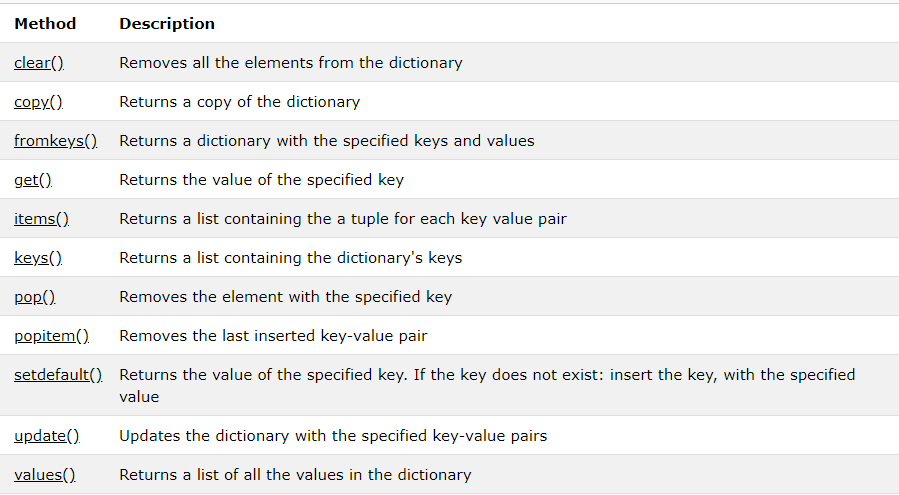 Method Description
clear() Removes all the elements from the dictionary
copy() Returns a copy of the dictionary
fromkeys() Returns a dictionary with the specified keys and values
get() Returns the value of the specified key
items() Returns a list containing the a tuple for each key value pair
keys() Returns a list containing the dictionary's keys
pop() Removes the element with the specified key
popitem() Removes the last inserted key-value pair
setdefault() Returns the value of the specified key. If the key does not exist: insert the key, with the specified
value
update() Updates the dictionary with the specified key-value pairs
values() Returns a list of all the values in the dictionary